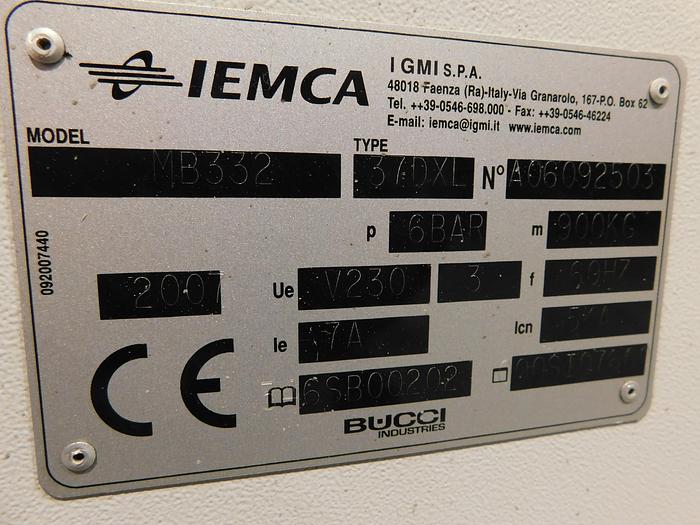 IEMCA
I GMI S.P.A.
48018 Faenza (Ra)-Italy-Via Granarolo, 167-P.O. Box 62
Tel. ++39-0546-698.000 - Fax: ++39-0546-46224
E-mail: iemca@igmi.it www.iemca.com
MODEL MB332 TYPE 37DXL N° A06092503
p 6BAR m 900KG
092007440
2007 Ue V230 3 f 60HZ
Ie 7A Icn
CE 6SB00202
BUCCI
INDUSTRIES